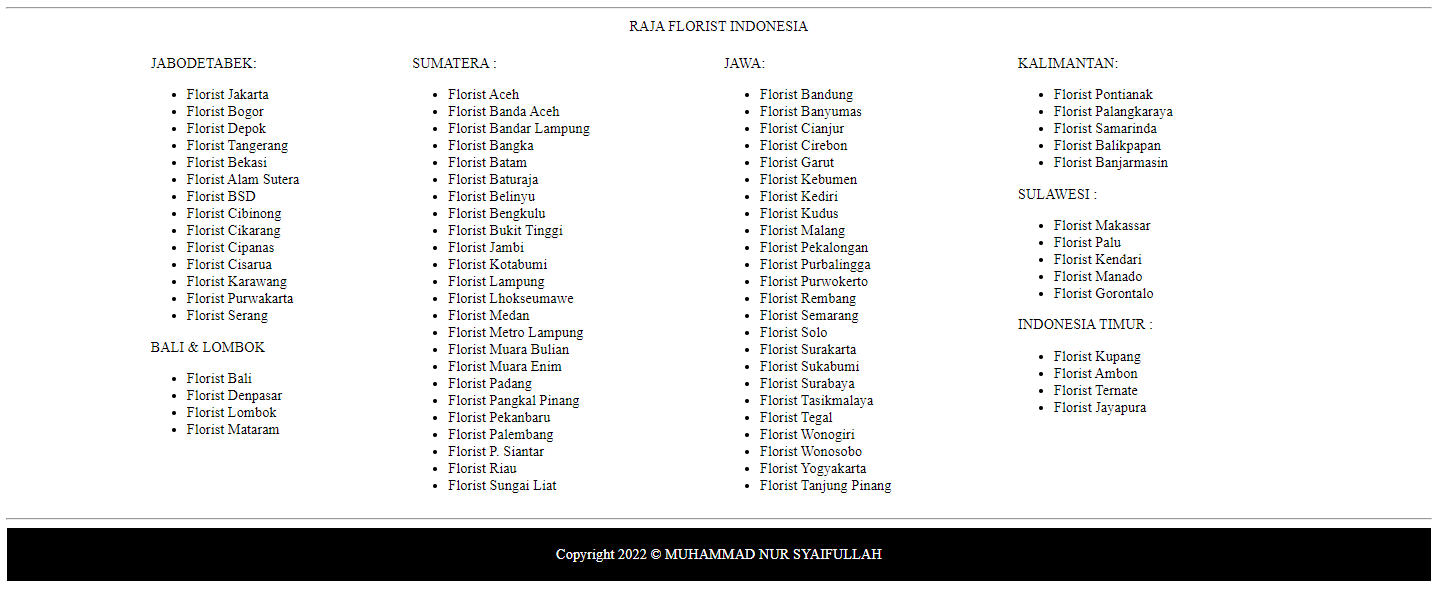 RAJA FLORIST INDONESIA
JABODETABEK:
Florist Jakarta
Florist Bogor
Florist Depok
Florist Tangerang
Florist Bekasi
Florist Alam Sutera
Florist BSD
Florist Cibinong
Florist Cikarang
Florist Cipanas
Florist Cisarua
Florist Karawang
Florist Purwakarta
Florist Serang
BALI & LOMBOK
Florist Bali
Florist Denpasar
Florist Lombok
Florist Mataram
SUMATERA :
Florist Aceh
Florist Banda Aceh
Florist Bandar Lampung
Florist Bangka
Florist Batam
Florist Baturaja
Florist Belinyu
Florist Bengkulu
Florist Bukit Tinggi
Florist Jambi
Florist Kotabumi
Florist Lampung
Florist Lhokseumawe
Florist Medan
Florist Metro Lampung
Florist Muara Bulian
Florist Muara Enim
Florist Padang
Florist Pangkal Pinang
Florist Pekanbaru
Florist Palembang
Florist P. Siantar
Florist Riau
Florist Sungai Liat
JAWA:
Florist Bandung
Florist Banyumas
Florist Cianjur
Florist Cirebon
Florist Garut
Florist Kebumen
Florist Kediri
Florist Kudus
Florist Malang
Florist Pekalongan
Florist Purbalingga
Florist Purwokerto
Florist Rembang
Florist Semarang
Florist Solo
Florist Surakarta
Florist Sukabumi
Florist Surabaya
Florist Tasikmalaya
Florist Tegal
Florist Wonogiri
Florist Wonosobo
Florist Yogyakarta
Florist Tanjung Pinang
KALIMANTAN:
Florist Pontianak
Florist Palangkaraya
Florist Samarinda
Florist Balikpapan
Florist Banjarmasin
SULAWESI :
Florist Makassar
Florist Palu
Florist Kendari
Florist Manado
Florist Gorontalo
INDONESIA TIMUR :
Florist Kupang
Florist Ambon
Florist Ternate
Florist Jayapura
Copyright 2022 © MUHAMMAD NUR SYAIFULLAH